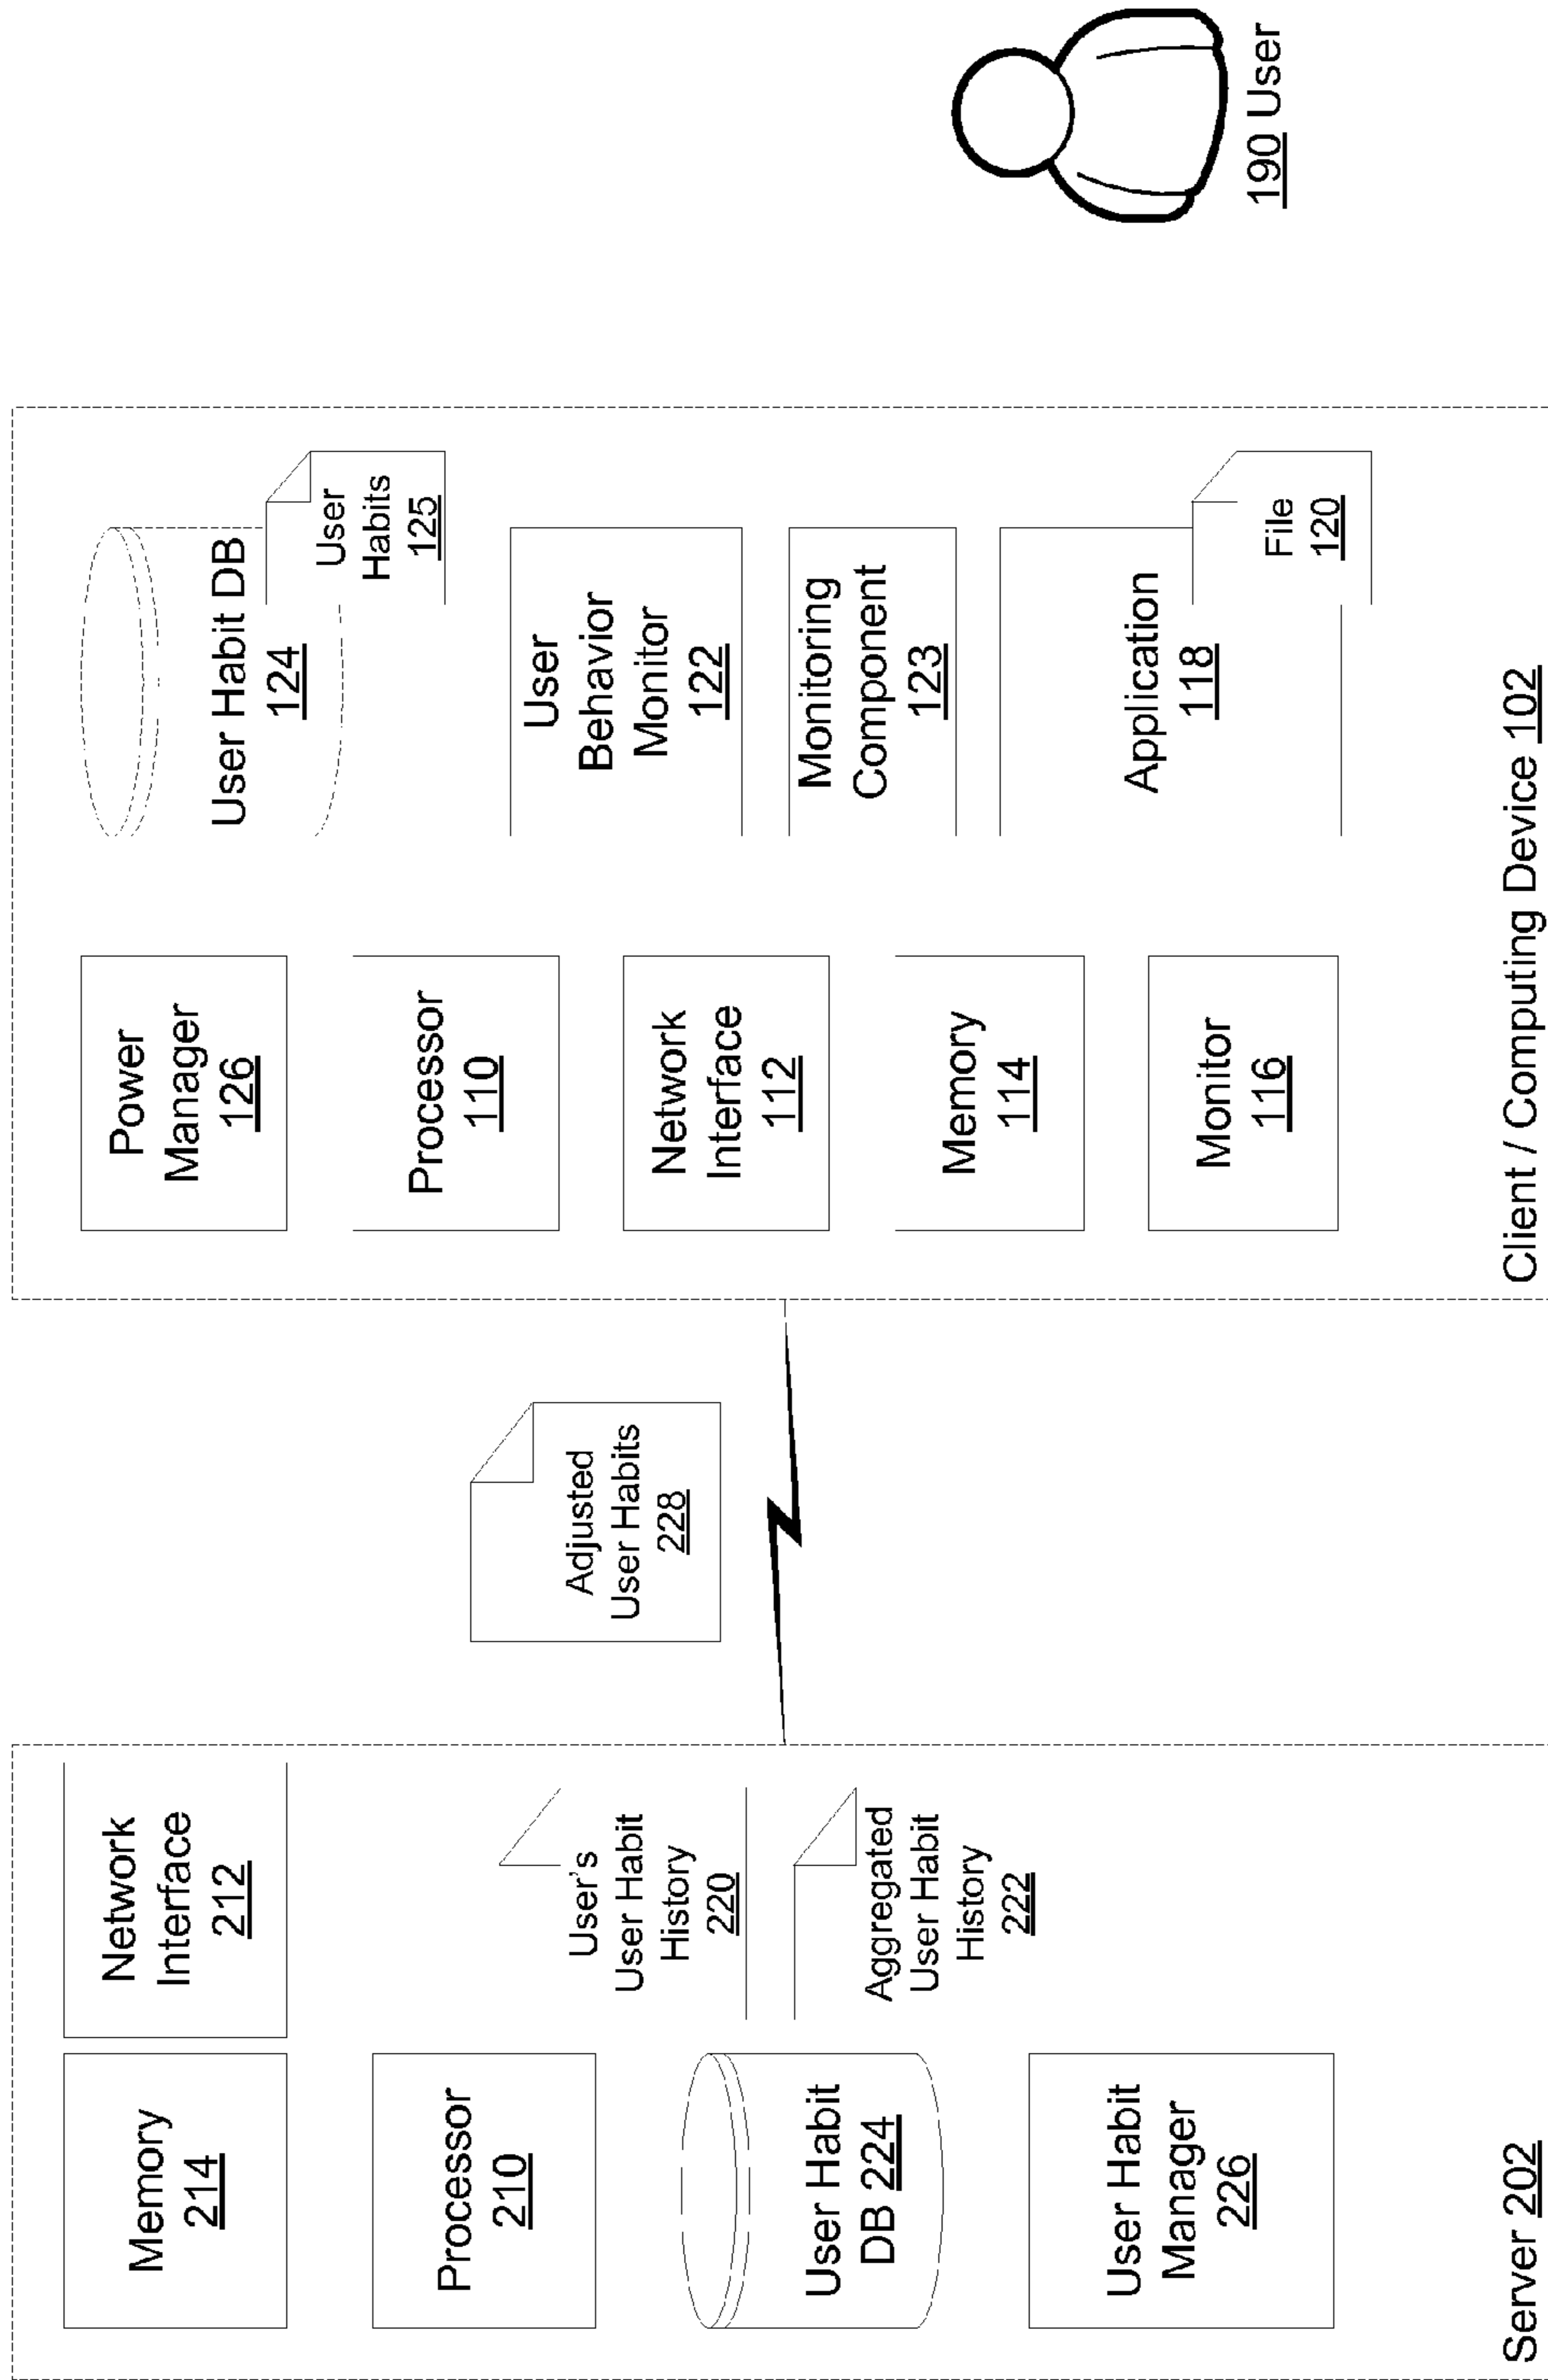 Memory
214
Network
Interface
212
Processor
210
User's
User Habit
History
220
User Habit
DB 224
Aggregated
User Habit
History
222
User Habit
Manager
226
Server 202
Adjusted
User Habits
228
Power
Manager
126
User Habit DB
124
User
Habits
125
Processor
110
User
Behavior
Monitor
122
Network
Interface
112
Monitoring
Component
123
Memory
114
Application
118
File
120
Monitor
116
Client / Computing Device 102
190 User